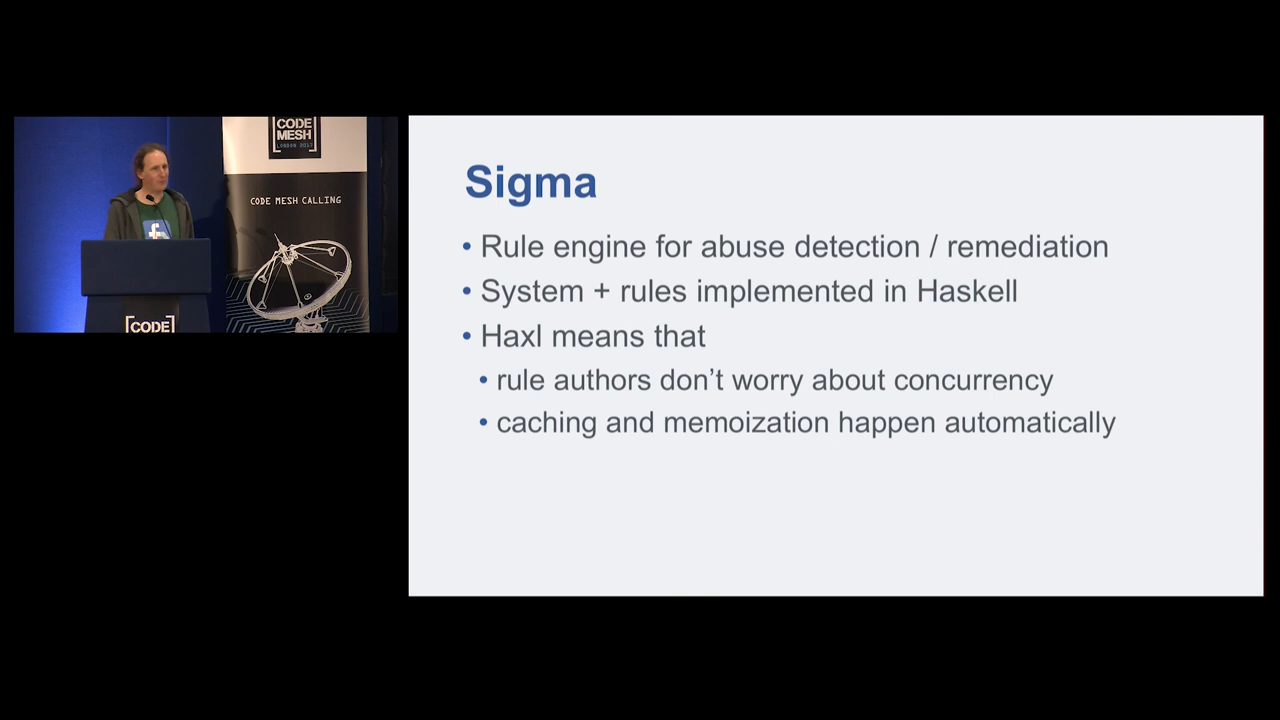 CODE
MESH
CODE MESH CALLING
f
CODE
Sigma
• Rule engine for abuse detection / remediation
• System + rules implemented in Haskell
• Haxl means that
• rule authors don’t worry about concurrency
• caching and memoization happen automatically